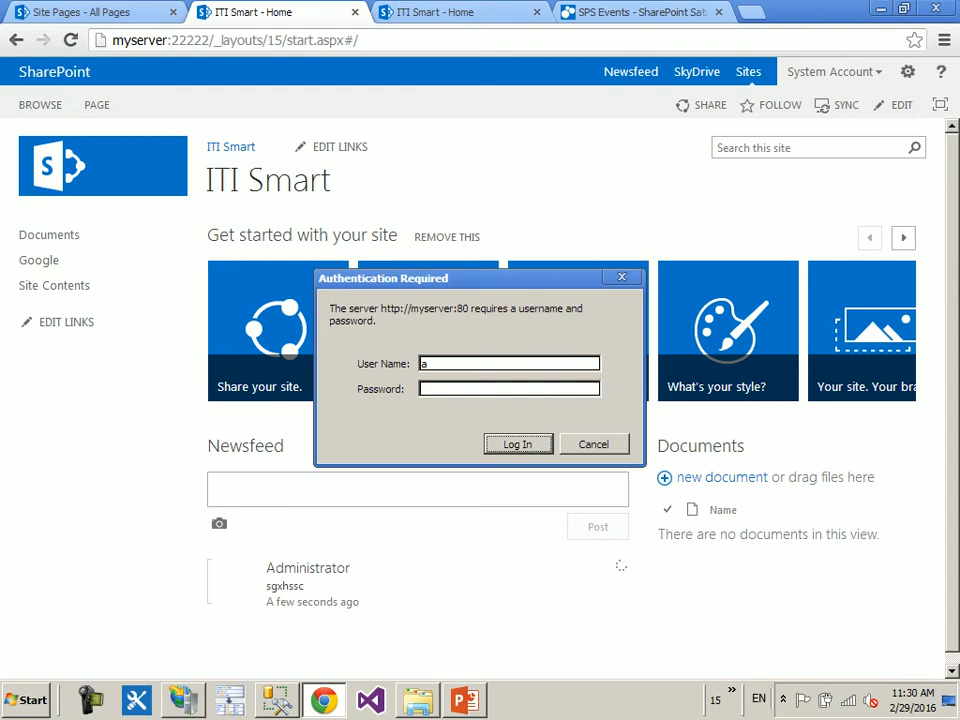 Site Pages - All Pages
ITI Smart - Home
ITI Smart - Home
SPS Events - SharePoint Satu
myserver:22222/_layouts/15/start.aspx#/
SharePoint
Newsfeed SkyDrive Sites System Account ?
BROWSE PAGE
SHARE FOLLOW SYNC EDIT
ITI Smart EDIT LINKS
Search this site
ITI Smart
Documents
Google
Site Contents
EDIT LINKS
Get started with your site REMOVE THIS
Share your site.
What's your style?
Your site. Your bra
Authentication Required
The server http://myserver:80 requires a username and
password.
User Name: a
Password:
Log In Cancel
Newsfeed
Post
Administrator
sgxhssc
A few seconds ago
Documents
new document or drag files here
Name
There are no documents in this view.
Start
15 EN
11:30 AM
2/29/2016